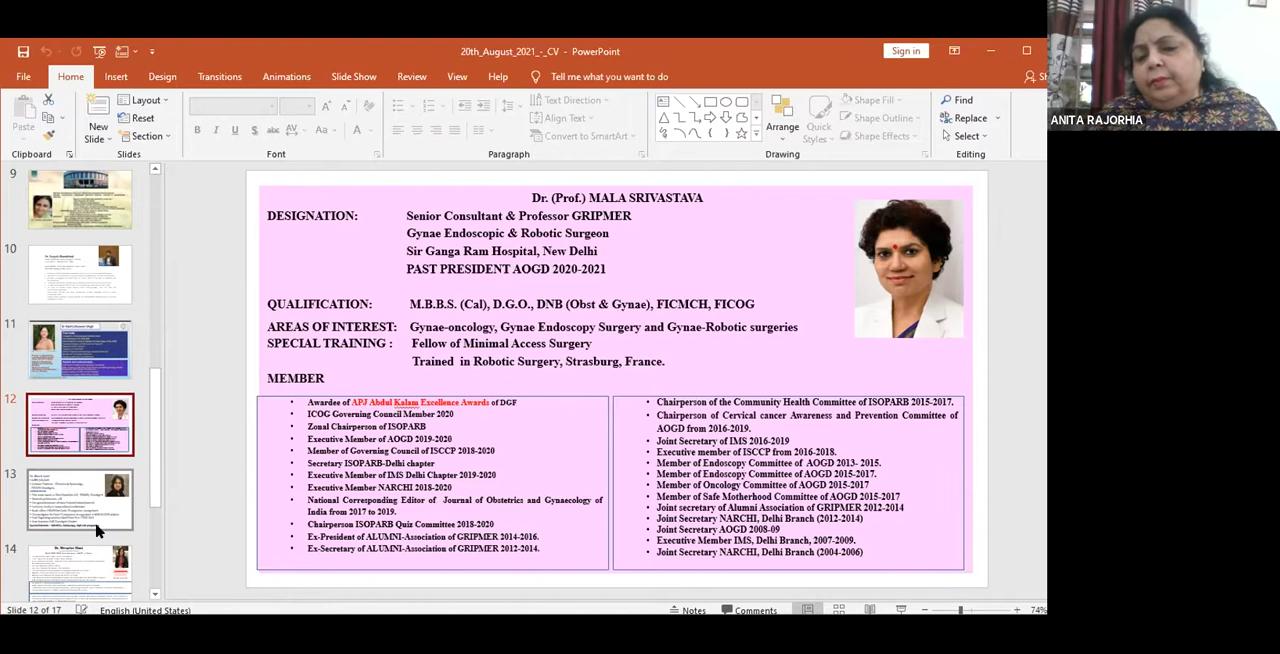 20th_August_2021_-_CV - PowerPoint
Sign in
File Home Insert Design Transitions Animations Slide Show Review View Help Tell me what you want to do
Paste
Clipboard
New Slide
Layout
Reset
Section
Slides
Font
Text Direction
Align Text
Convert to SmartArt
Paragraph
Arrange
Quick Styles
Shape Fill
Shape Outline
Shape Effects
Drawing
Find
Replace
Select
Editing
ANITA RAJORHIA
9
10
11
12
13
14
Dr. (Prof.) MALA SRIVASTAVA
DESIGNATION: Senior Consultant & Professor GRIPMER
Gynae Endoscopic & Robotic Surgeon
Sir Ganga Ram Hospital, New Delhi
PAST PRESIDENT AOGD 2020-2021
QUALIFICATION: M.B.B.S. (Cal), D.G.O., DNB (Obst & Gynae), FICMCH, FICOG
AREAS OF INTEREST: Gynae-oncology, Gynae Endoscopy Surgery and Gynae-Robotic surgeries
SPECIAL TRAINING : Fellow of Minimal Access Surgery
Trained in Robotic Surgery, Strasburg, France.
MEMBER
• Awardee of APJ Abdul Kalam Excellence Awards of DGF
• ICOG Governing Council Member 2020
• Zonal Chairperson of ISOPARB
• Executive Member of AOGD 2019-2020
• Member of Governing Council of ISCCP 2018-2020
• Secretary ISOPARB-Delhi chapter
• Executive Member of IMS Delhi Chapter 2019-2020
• Executive Member NARCHI 2018-2020
• National Corresponding Editor of Journal of Obstetrics and Gynaecology of
India from 2017 to 2019.
• Chairperson ISOPARB Quiz Committee 2018-2020
• Ex-President of ALUMNI-Association of GRIPMER 2014-2016.
• Ex-Secretary of ALUMNI-Association of GRIPMER 2012-2014.
• Chairperson of the Community Health Committee of ISOPARB 2015-2017.
• Chairperson of Cervical cancer Awareness and Prevention Committee of
AOGD from 2016-2019.
• Joint Secretary of IMS 2016-2019
• Executive member of ISCCP from 2016-2018.
• Member of Endoscopy Committee of AOGD 2013- 2015.
• Member of Endoscopy Committee of AOGD 2015-2017.
• Member of Oncology Committee of AOGD 2015-2017
• Member of Safe Motherhood Committee of AOGD 2015-2017
• Joint secretary of Alumni Association of GRIPMER 2012-2014
• Joint Secretary NARCHI, Delhi Branch (2012-2014)
• Joint Secretary AOGD 2008-09
• Executive Member IMS, Delhi Branch, 2007-2009.
• Joint Secretary NARCHI, Delhi Branch (2004-2006)
Slide 12 of 17
English (United States)
Notes
Comments
74%